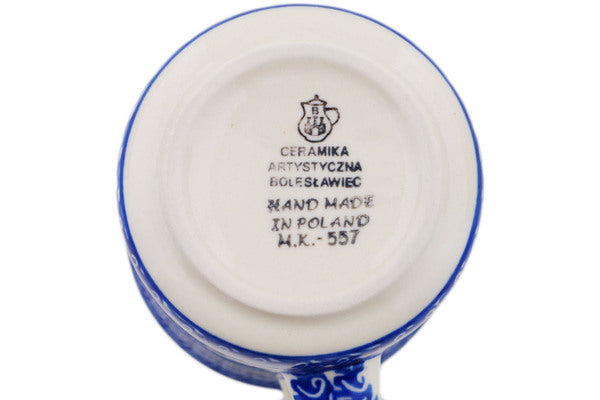 B
CERAMIKA
ARTYSTYCZNA
BOLESŁAWIEC
HAND MADE
IN POLAND
M.K.-557